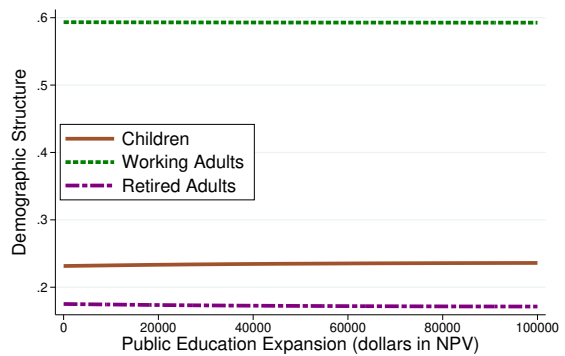 .6
.5
.4
.3
.2
Demographic Structure
Children
Working Adults
Retired Adults
0
20000
40000
60000
80000
100000
Public Education Expansion (dollars in NPV)